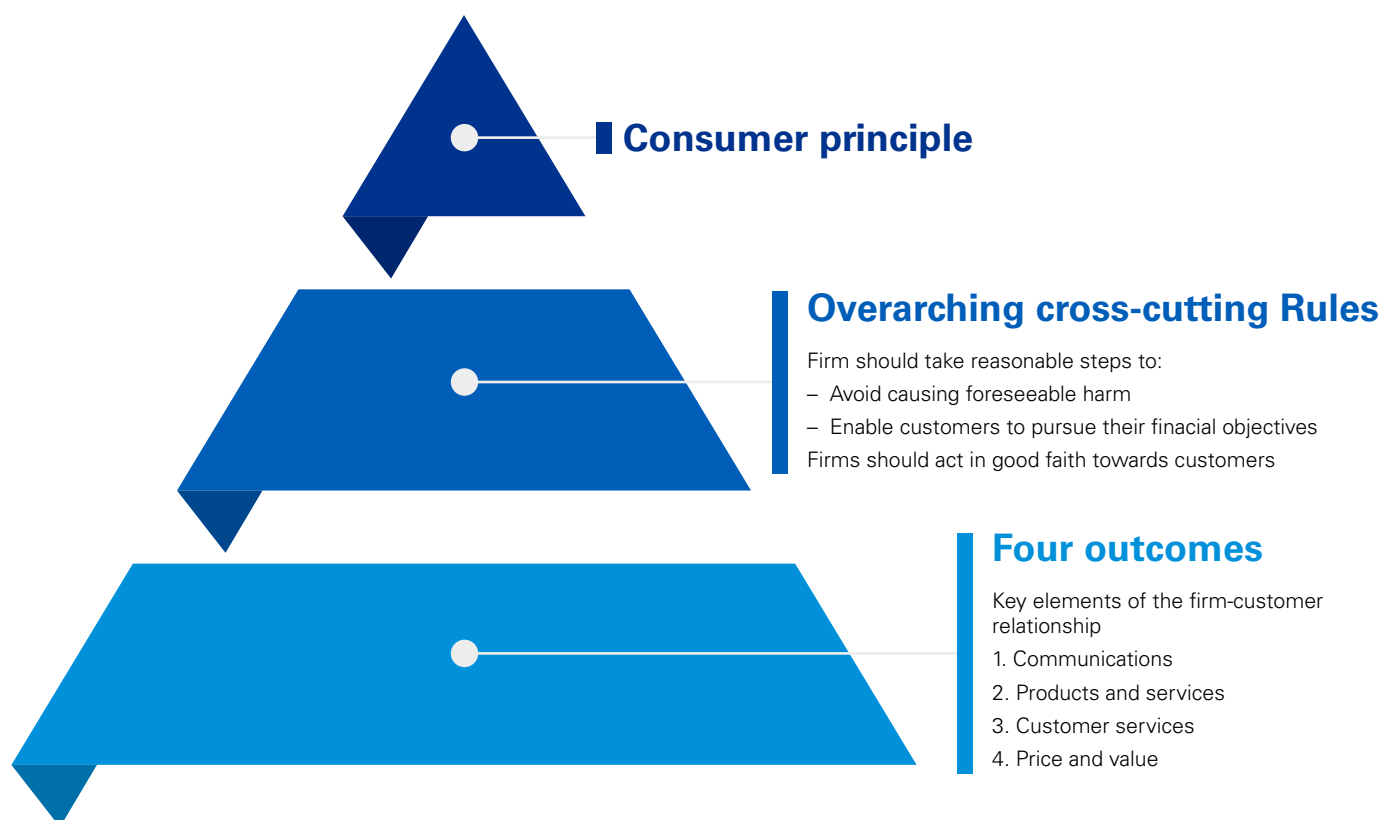 Consumer principle
Overarching cross-cutting Rules
Firm should take reasonable steps to:
– Avoid causing foreseeable harm
– Enable customers to pursue their finacial objectives
Firms should act in good faith towards customers
Four outcomes
Key elements of the firm-customer
relationship
1. Communications
2. Products and services
3. Customer services
4. Price and value